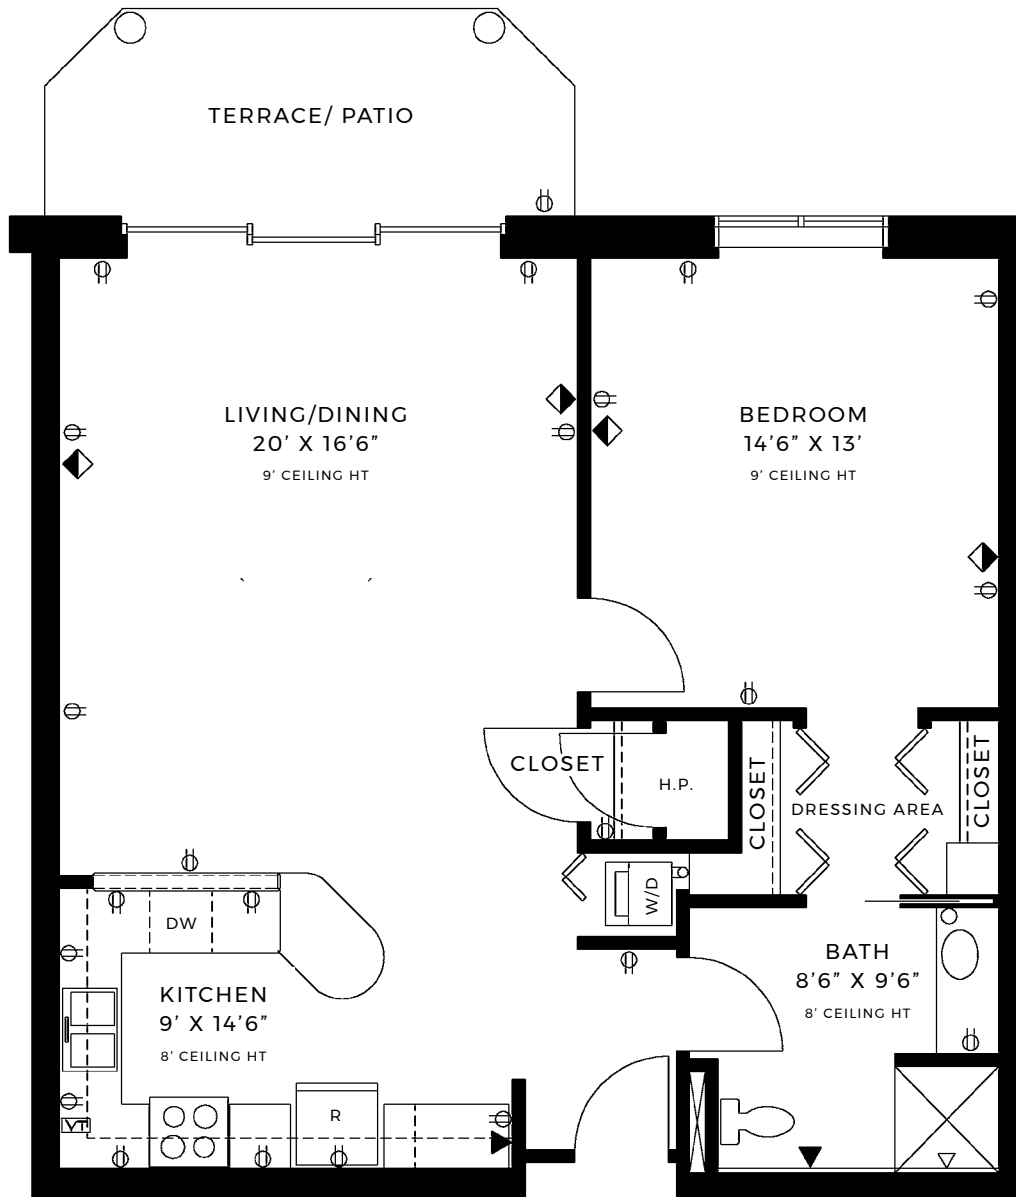 TERRACE/ PATIO
LIVING/DINING
20’ X 16’6”
9’ CEILING HT
BEDROOM
14’6” X 13’
9’ CEILING HT
CLOSET
H.P.
CLOSET
DRESSING AREA
CLOSET
W/D
DW
KITCHEN
9’ X 14’6”
8’ CEILING HT
BATH
8’6” X 9’6”
8’ CEILING HT
R